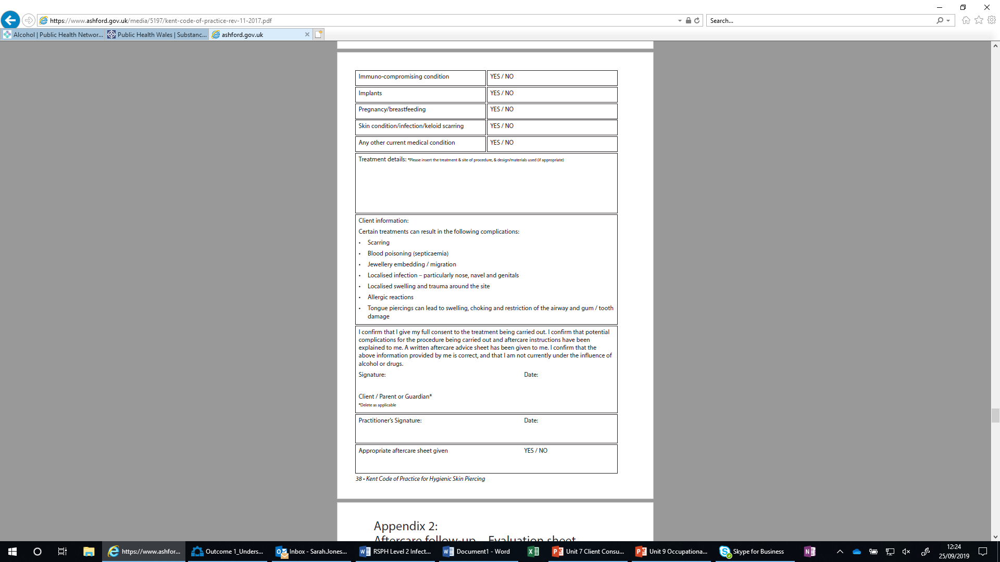 https://www.ashford.gov.uk/media/5197/kent-code-of-practice-rev-11-2017.pdf
Search...
Alcohol | Public Health Networ...
Public Health Wales | Substanc...
ashford.gov.uk
Immuno-compromising condition YES / NO
Implants YES / NO
Pregnancy/breastfeeding YES / NO
Skin condition/infection/keloid scarring YES / NO
Any other current medical condition YES / NO
Treatment details: *Please insert the treatment & site of procedure, & design/materials used (if appropriate)
Client information:
Certain treatments can result in the following complications:
• Scarring
• Blood poisoning (septicaemia)
• Jewellery embedding / migration
• Localised infection – particularly nose, navel and genitals
• Localised swelling and trauma around the site
• Allergic reactions
• Tongue piercings can lead to swelling, choking and restriction of the airway and gum / tooth
damage
I confirm that I give my full consent to the treatment being carried out. I confirm that potential
complications for the procedure being carried out and aftercare instructions have been
explained to me. A written aftercare advice sheet has been given to me. I confirm that the
above information provided by me is correct, and that I am not currently under the influence of
alcohol or drugs.
Signature: Date:
Client / Parent or Guardian*
*Delete as applicable
Practitioner's Signature: Date:
Appropriate aftercare sheet given YES / NO
38 • Kent Code of Practice for Hygienic Skin Piercing
Appendix 2:
Aftercare follow-up – Evaluation sheet
https://www.ashfor...
Outcome 1_Unders...
Inbox - SarahJones...
RSPH Level 2 Infect...
Document1 - Word
Unit 7 Client Consu...
Unit 9 Occupationa...
Skype for Business
12:24
25/09/2019